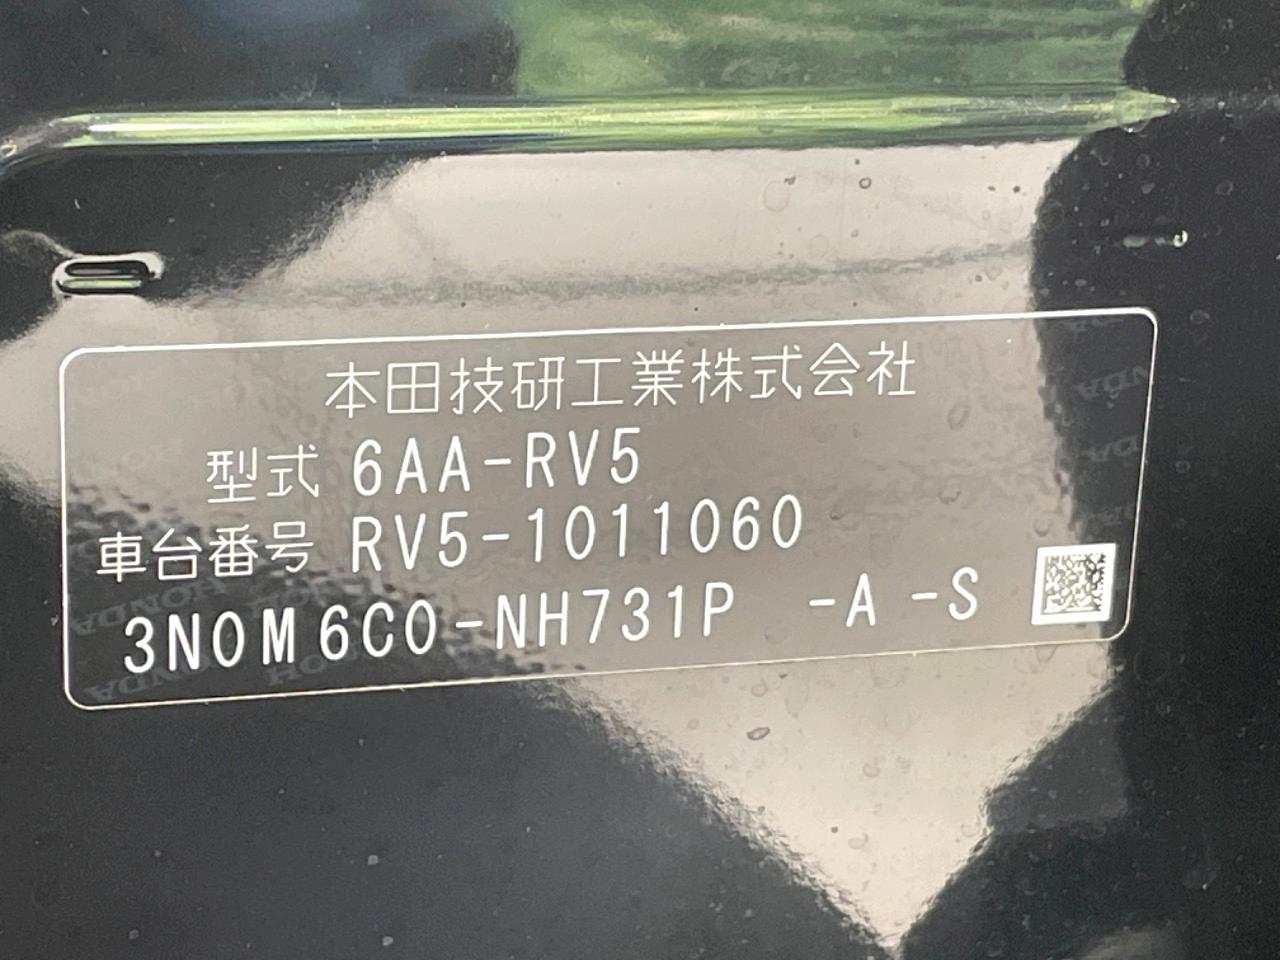 本田技研工業株式会社
型式 6AA-RV5
車台番号 RV5-1011060
3N0M6C0-NH731P -A -S